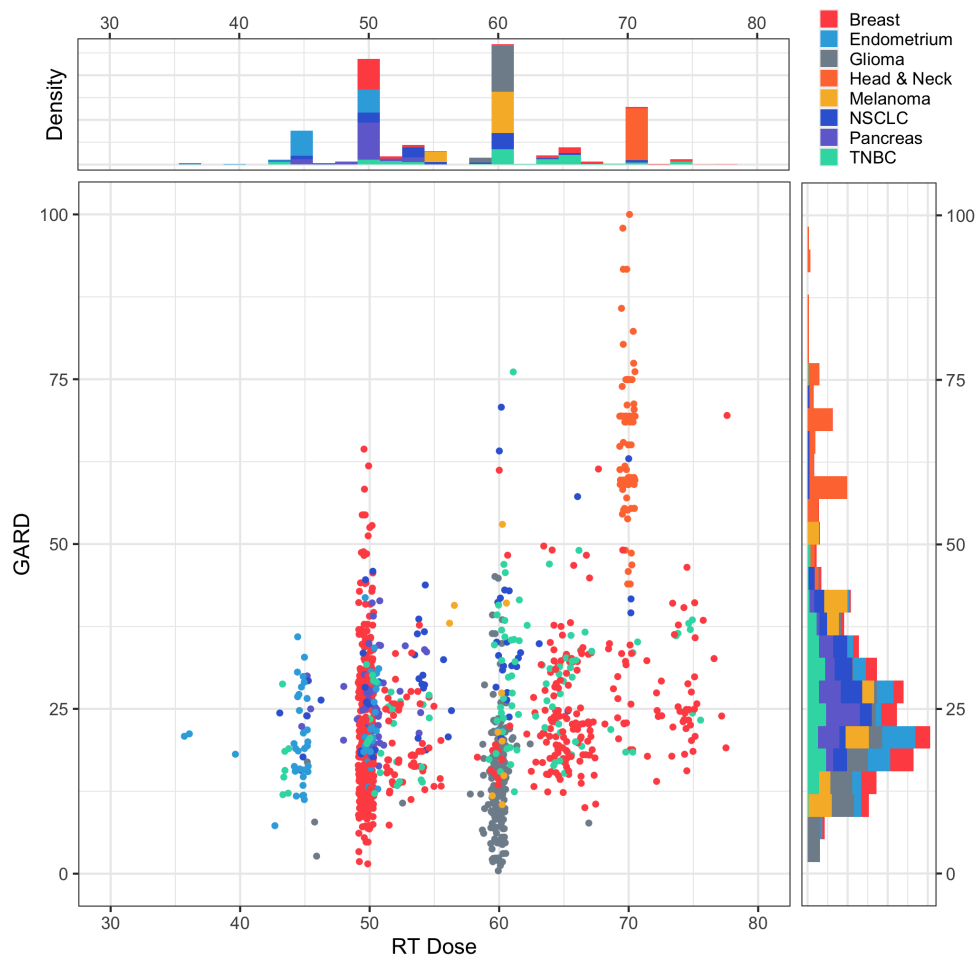 30 40 50 60 70 80
Density
Breast
Endometrium
Glioma
Head & Neck
Melanoma
NSCLC
Pancreas
TNBC
100
75
50
25
0
GARD
100
75
50
25
0
30 40 50 60 70 80
RT Dose